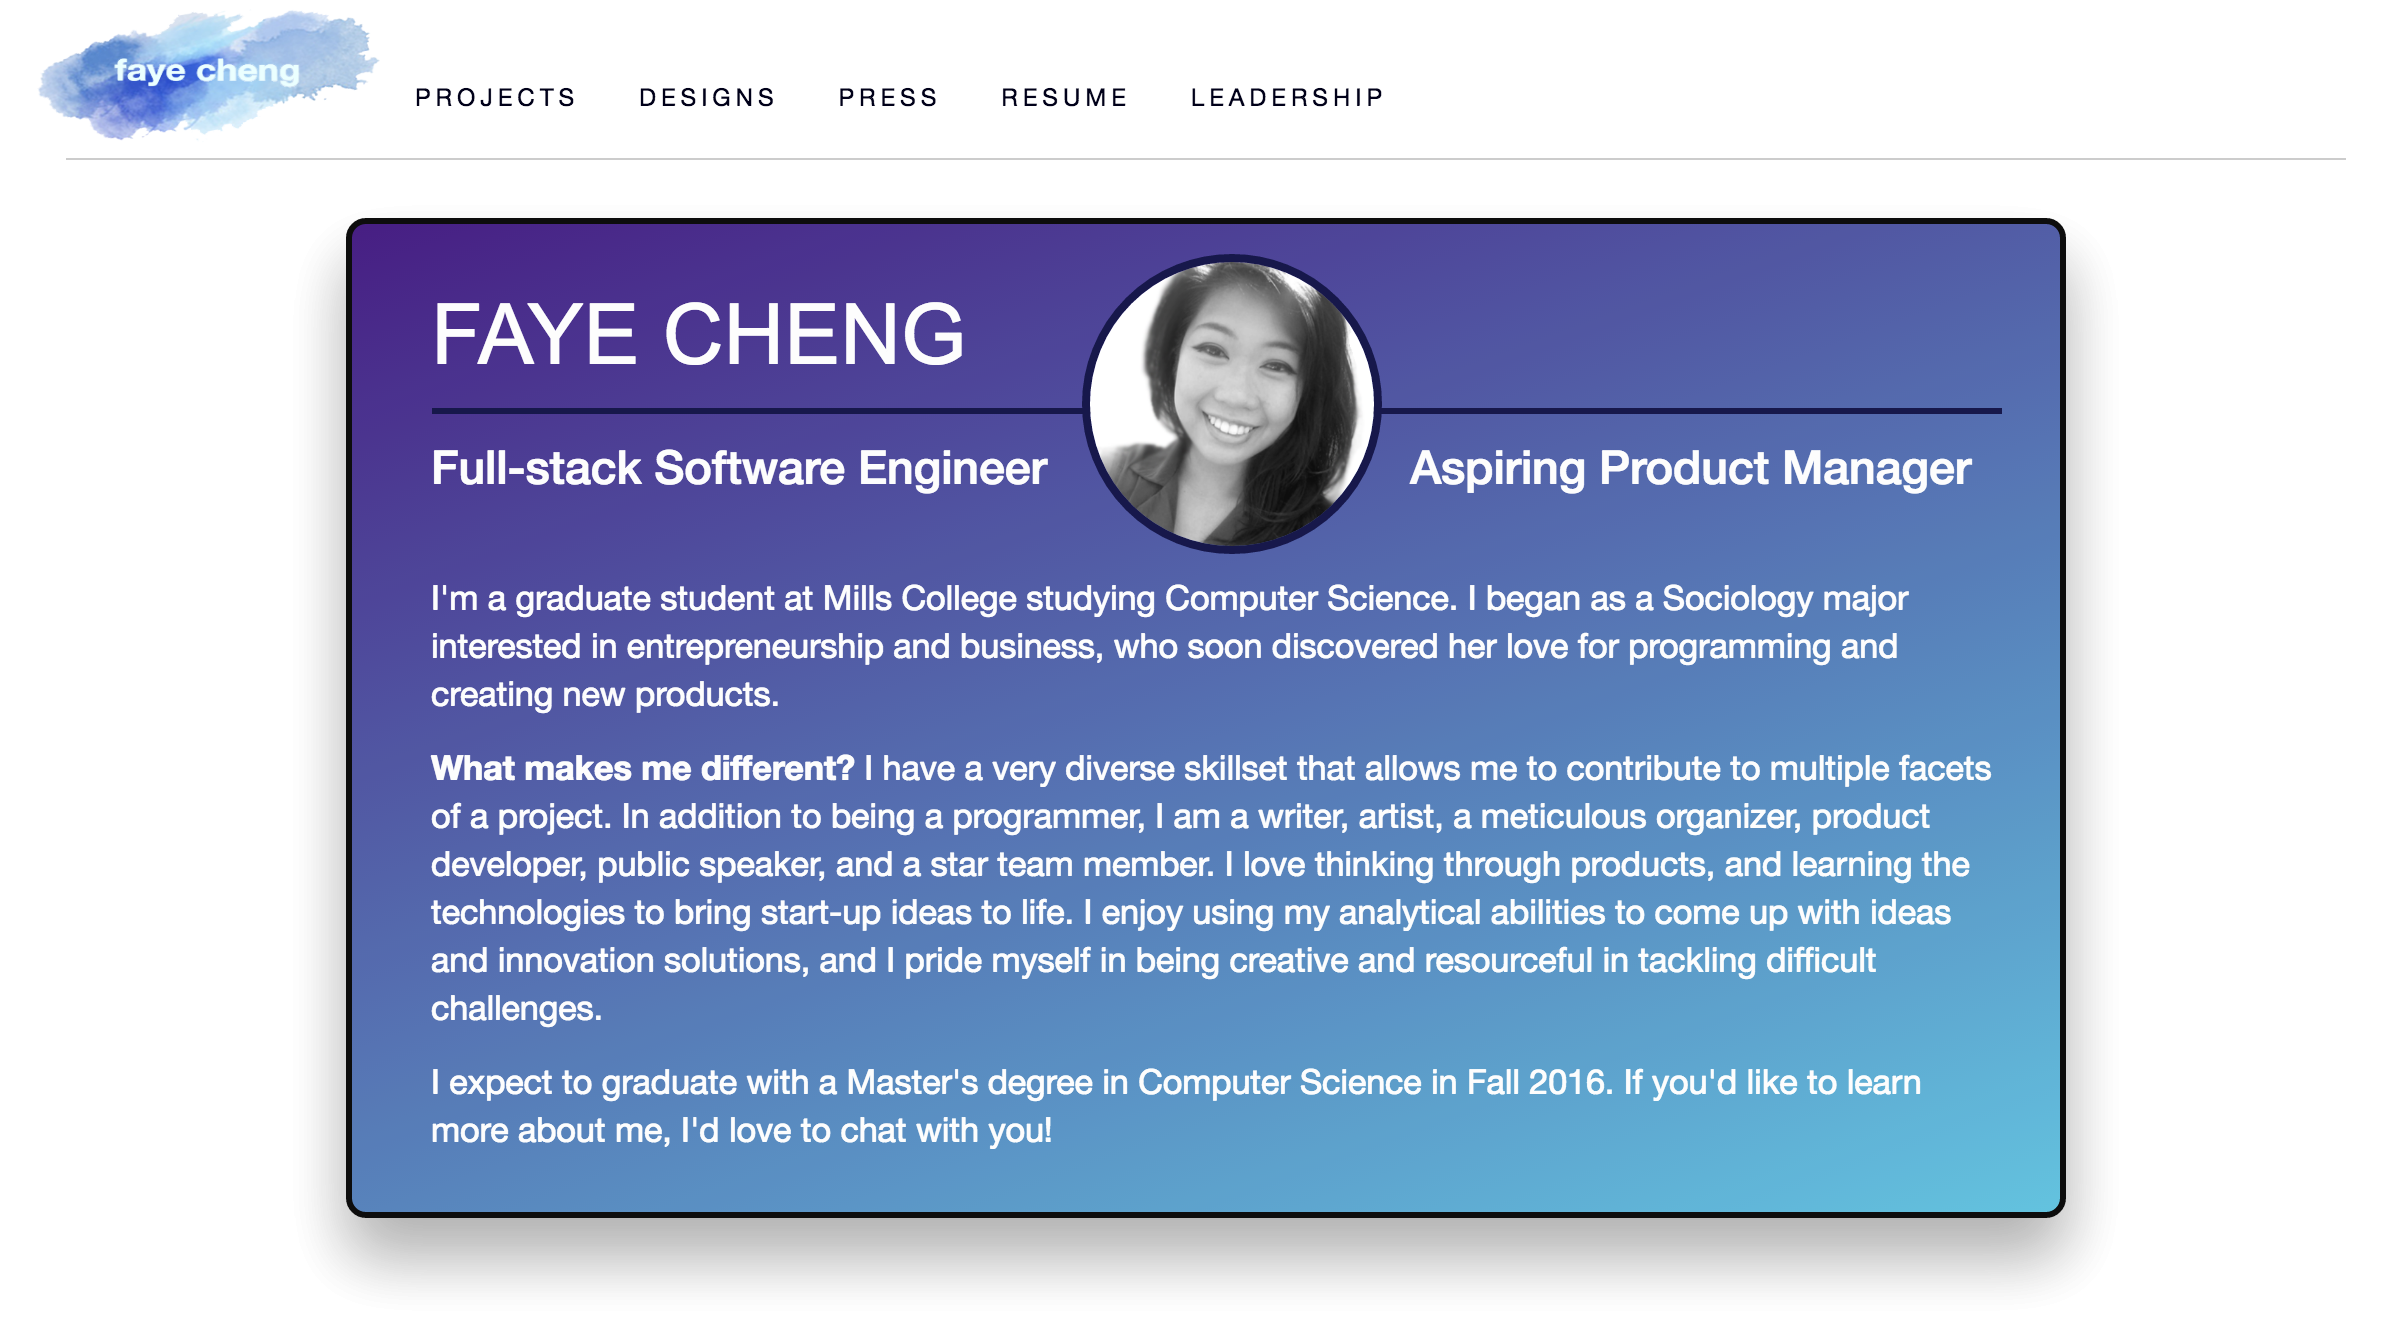 faye cheng
PROJECTS DESIGNS PRESS RESUME LEADERSHIP
FAYE CHENG
Full-stack Software Engineer
Aspiring Product Manager
I'm a graduate student at Mills College studying Computer Science. I began as a Sociology major
interested in entrepreneurship and business, who soon discovered her love for programming and
creating new products.
What makes me different? I have a very diverse skillset that allows me to contribute to multiple facets
of a project. In addition to being a programmer, I am a writer, artist, a meticulous organizer, product
developer, public speaker, and a star team member. I love thinking through products, and learning the
technologies to bring start-up ideas to life. I enjoy using my analytical abilities to come up with ideas
and innovation solutions, and I pride myself in being creative and resourceful in tackling difficult
challenges.
I expect to graduate with a Master's degree in Computer Science in Fall 2016. If you'd like to learn
more about me, I'd love to chat with you!